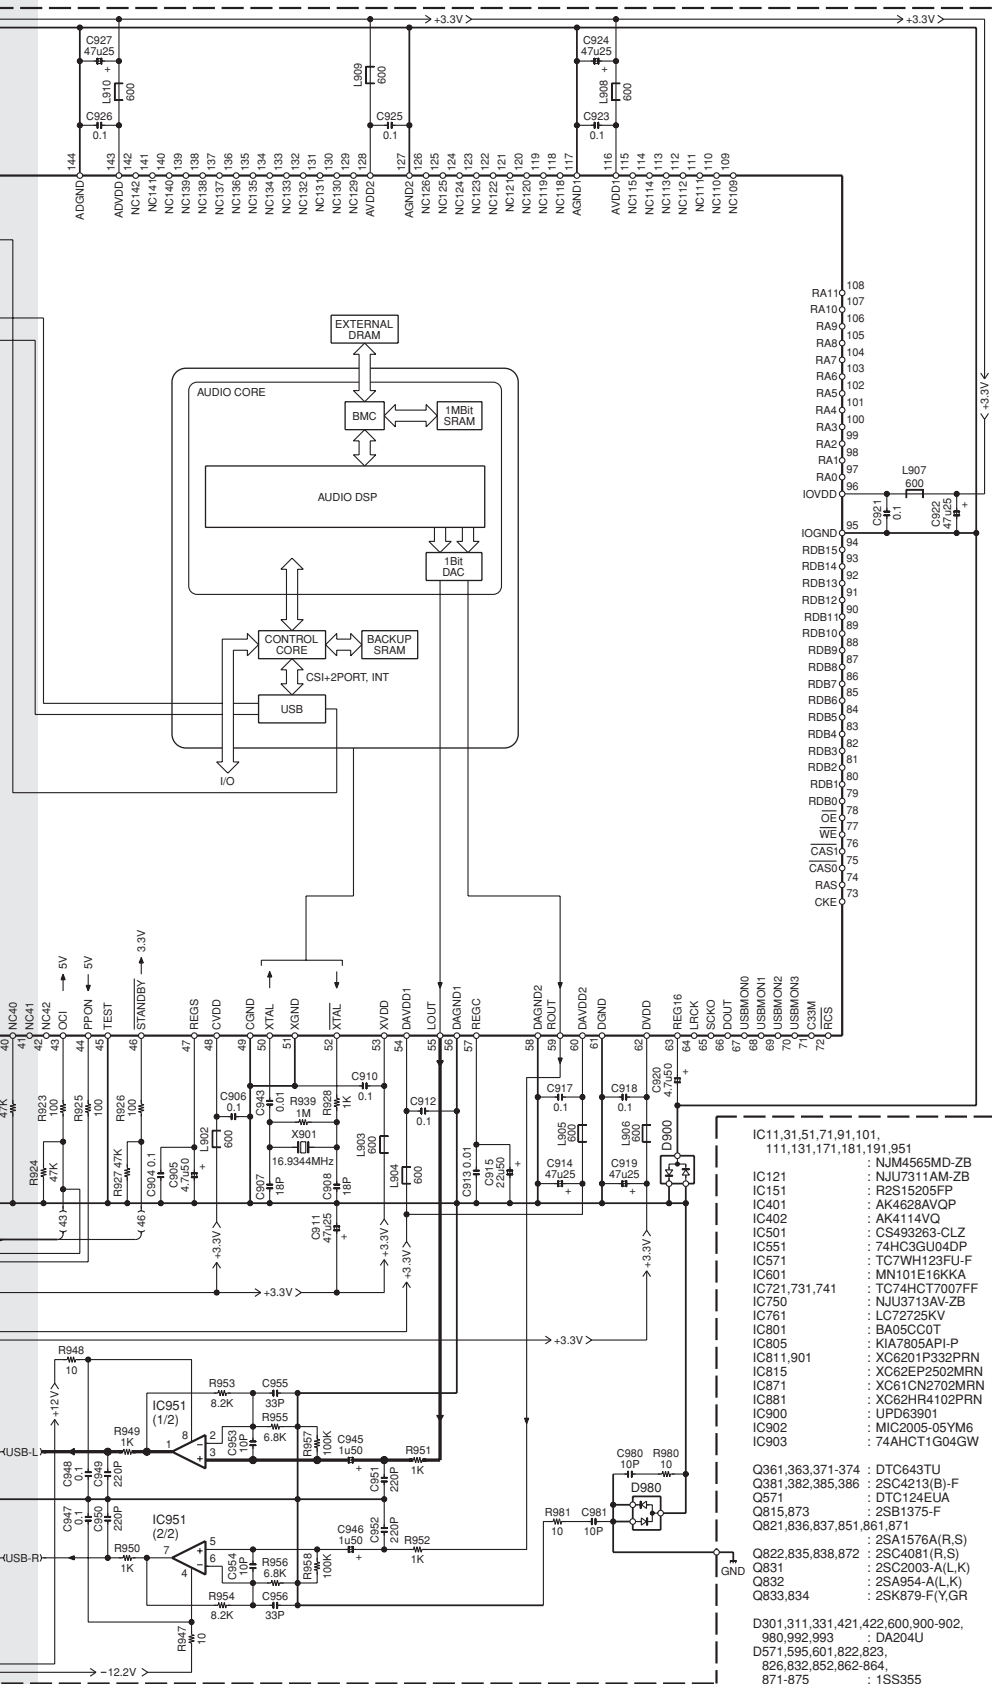 +3.3V +3.3V
C927 C924
47u25 47u25
+ +
L910 600 L909 600 L908 600
C926 C925 C923
0.1 0.1 0.1
144 143 142 141 140 139 138 137 136 135 134 133 132 131 130 129 128 127 126 125 124 123 122 121 120 119 118 117 116 115 114 113 112 111 110 109
ADGND ADVDD NC142 NC141 NC140 NC139 NC138 NC137 NC136 NC135 NC134 NC133 NC132 NC131 NC130 NC129 AVDD2 AGND2 NC126 NC125 NC124 NC123 NC122 NC121 NC120 NC119 NC118 AGND1 AVDD1 NC115 NC114 NC113 NC112 NC111 NC110 NC109
RA11 108
RA10 107
RA9 106
RA8 105
RA7 104
RA6 103
RA5 102
RA4 101
RA3 100
RA2 99
RA1 98
RA0 97
IOVDD 96
IOGND 95
RDB15 94
RDB14 93
RDB13 92
RDB12 91
RDB11 90
RDB10 89
RDB9 88
RDB8 87
RDB7 86
RDB6 85
RDB5 84
RDB4 83
RDB3 82
RDB2 81
RDB1 80
RDB0 79
OE 78
WE 77
CAS1 76
CAS0 75
RAS 74
CKE 73
+3.3V
L907
600
C921 0.1
C922 47u25 +
EXTERNAL
DRAM
AUDIO CORE
BMC
1MBit
SRAM
AUDIO DSP
1Bit
DAC
CONTROL
CORE
BACKUP
SRAM
CSI+2PORT, INT
USB
I/O
5V 5V 3.3V
NC40 NC41 NC42 OCI PPON TEST STANDBY REGS CVDD CGND XTAL XGND XTAL XVDD DAVDD1 LOUT DAGND1 REGC DAGND2 ROUT DAVDD2 DGND DVDD REG16 LRCK SCKO DOUT USBMON0 USBMON1 USBMON2 USBMON3 C33M RCS
40 41 42 43 44 45 46 47 48 49 50 51 52 53 54 55 56 57 58 59 60 61 62 63 64 65 66 67 68 69 70 71 72
47K
R923 100
R925 100
R926 100
R924 47K
R927 47K
C904 0.1
C905 4.7u50 +
L902 600
C906
0.1
C943 0.01
R939
1M
R928 1K
X901
16.9344MHz
C907 18P
C908 18P
C910
0.1
L903 600
C911 47u25 +
L904 600
C912
0.1
C913 0.01
C915 22u50 +
C917
0.1
L905 600
C914
47u25
+
C918
0.1
L906 600
C919
47u25
+
C920 4.7u50 +
D900
43 46
+3.3V +3.3V +3.3V +3.3V
+3.3V
+3.3V
R948
10
+12V
R953
8.2K
C955
33P
IC951
(1/2)
R955
6.8K
C953 10P
R957 100K
C945
1u50
+
R951
1K
C951 220P
R949
1K
1 8 2 3
USB-L
C948 0.1
C949 220P
C947 0.1
C950 220P
IC951
(2/2)
USB-R
R950
1K
7 5 6 4
C954 10P
R956
6.8K
R958 100K
C946
1u50
+
C952 220P
R952
1K
R954
8.2K
C956
33P
R947 10
−12.2V
C980
10P
R980
10
D980
R981
10
C981
10P
GND
IC11,31,51,71,91,101,
111,131,171,181,191,951
: NJM4565MD-ZB
IC121 : NJU7311AM-ZB
IC151 : R2S15205FP
IC401 : AK4628AVQP
IC402 : AK4114VQ
IC501 : CS493263-CLZ
IC551 : 74HC3GU04DP
IC571 : TC7WH123FU-F
IC601 : MN101E16KKA
IC721,731,741 : TC74HCT7007FF
IC750 : NJU3713AV-ZB
IC761 : LC72725KV
IC801 : BA05CC0T
IC805 : KIA7805API-P
IC811,901 : XC6201P332PRN
IC815 : XC62EP2502MRN
IC871 : XC61CN2702MRN
IC881 : XC62HR4102PRN
IC900 : UPD63901
IC902 : MIC2005-05YM6
IC903 : 74AHCT1G04GW
Q361,363,371-374 : DTC643TU
Q381,382,385,386 : 2SC4213(B)-F
Q571 : DTC124EUA
Q815,873 : 2SB1375-F
Q821,836,837,851,861,871
: 2SA1576A(R,S)
Q822,835,838,872 : 2SC4081(R,S)
Q831 : 2SC2003-A(L,K)
Q832 : 2SA954-A(L,K)
Q833,834 : 2SK879-F(Y,GR
D301,311,331,421,422,600,900-902,
980,992,993 : DA204U
D571,595,601,822,823,
826,832,852,862-864,
871-875 : 1SS355